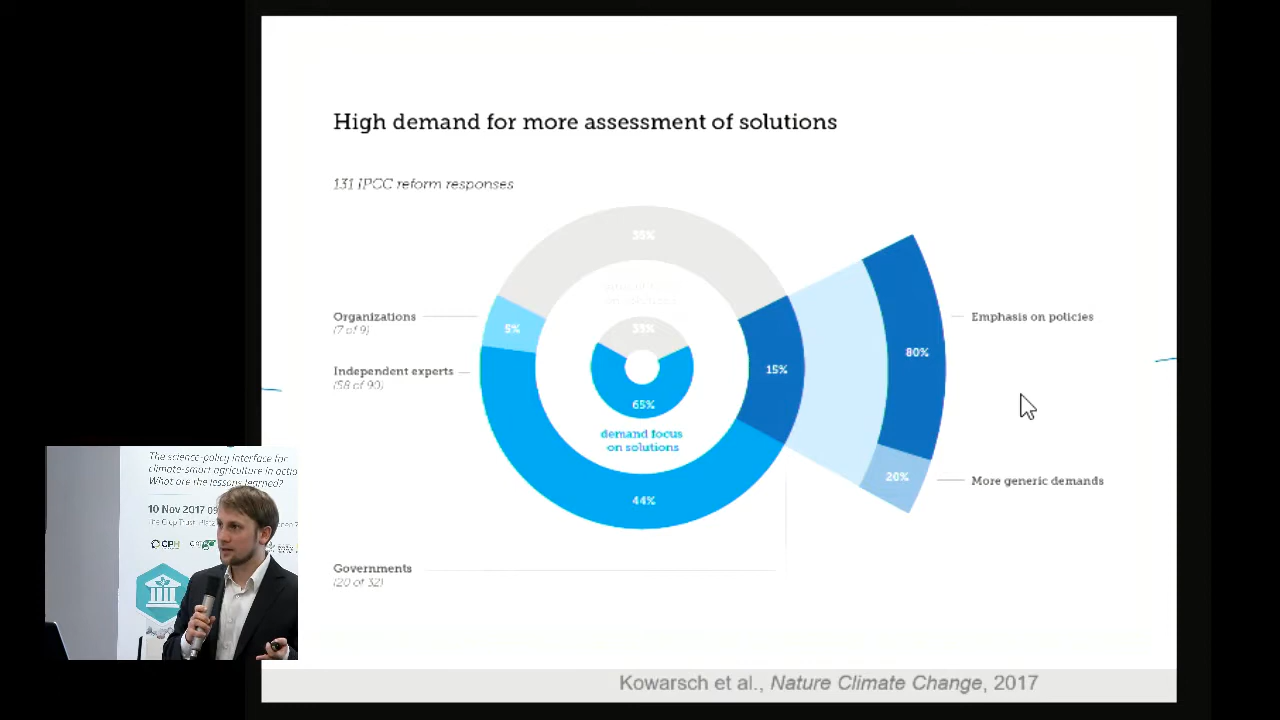 High demand for more assessment of solutions
131 IPCC reform responses
35%
Organizations
(7 of 9)
5%
33%
Emphasis on policies
80%
Independent experts
(58 of 90)
15%
65%
demand focus
on solutions
20%
More generic demands
44%
Governments
(20 of 32)
Kowarsch et al., Nature Climate Change, 2017
The science-policy interface for
climate-smart agriculture in actio
What are the lessons learned?
10 Nov 2017 09